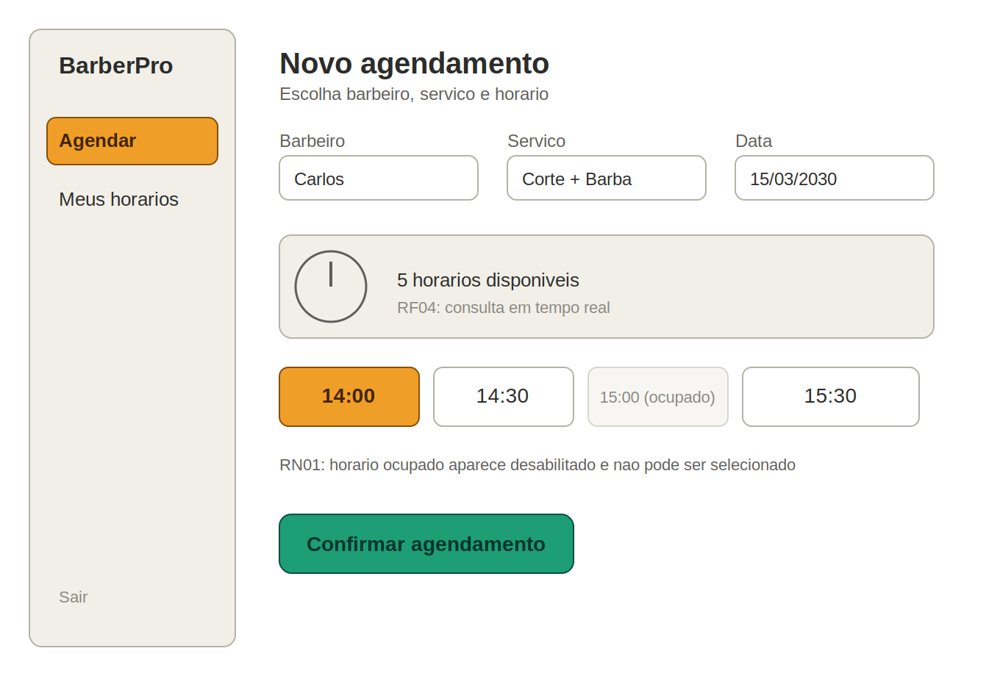 BarberPro
Agendar
Meus horarios
Sair
Novo agendamento
Escolha barbeiro, servico e horario
Barbeiro
Carlos
Servico
Corte + Barba
Data
15/03/2030
5 horarios disponiveis
RF04: consulta em tempo real
14:00
14:30
15:00 (ocupado)
15:30
RN01: horario ocupado aparece desabilitado e nao pode ser selecionado
Confirmar agendamento